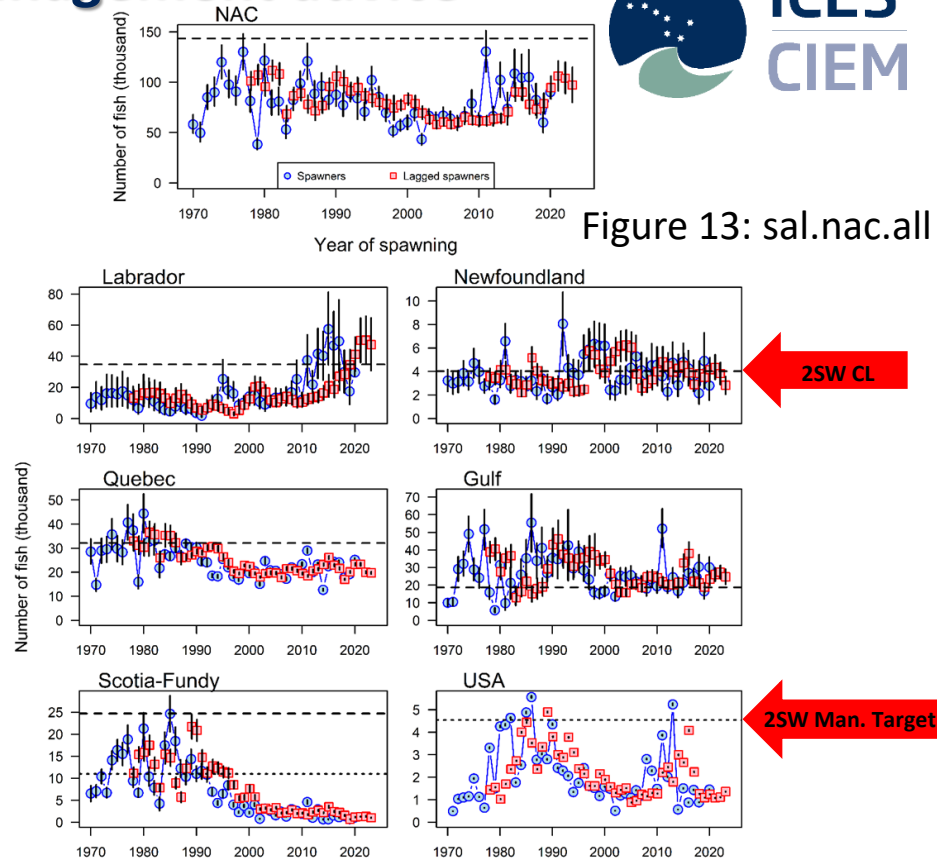 NAC
ICES
CIEM
Number of fish (thousand)
150
100
50
0
Spawners
Lagged spawners
1970 1980 1990 2000 2010 2020
Year of spawning
Figure 13: sal.nac.all
Number of fish (thousand)
Labrador
80
60
40
20
0
1970 1980 1990 2000 2010 2020
Newfoundland
10
8
6
4
2
0
1970 1980 1990 2000 2010 2020
2SW CL
Quebec
50
40
30
20
10
0
1970 1980 1990 2000 2010 2020
Gulf
70
60
50
40
30
20
10
0
1970 1980 1990 2000 2010 2020
Scotia-Fundy
25
20
15
10
5
0
1970 1980 1990 2000 2010 2020
USA
5
4
3
2
1
0
1970 1980 1990 2000 2010 2020
2SW Man. Target